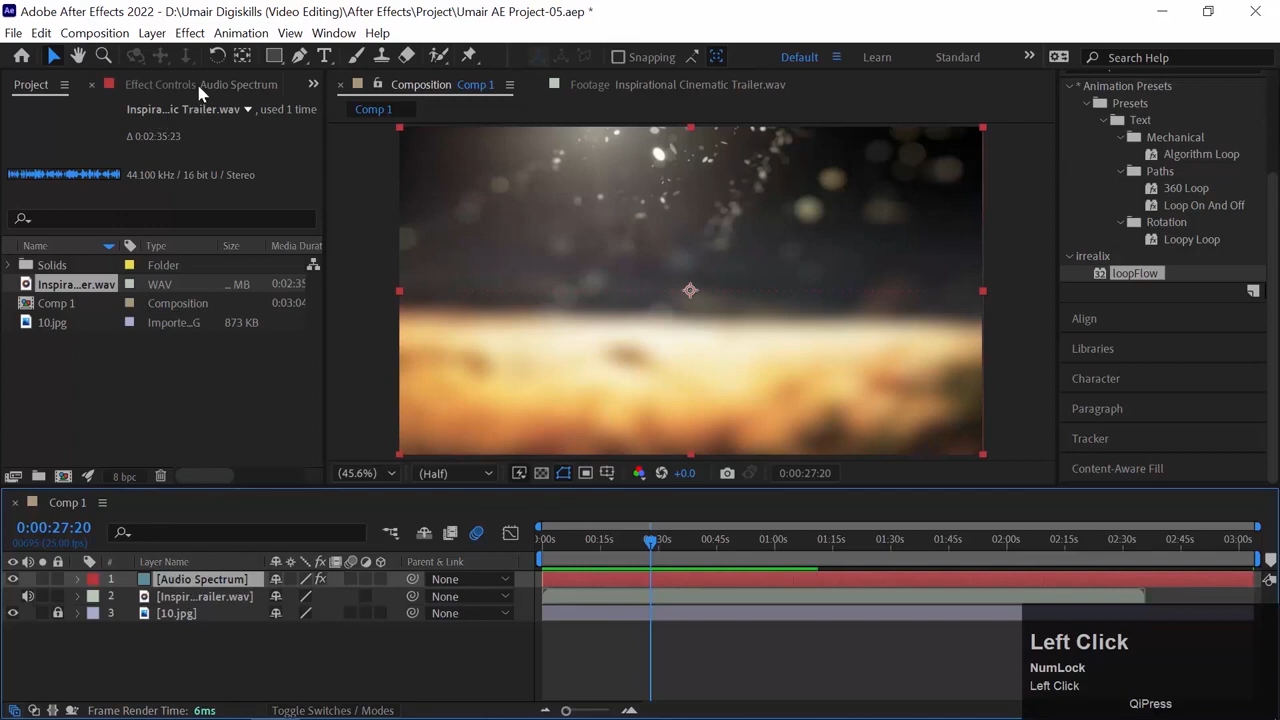 Adobe After Effects 2022 - D:\Umair Digiskills (Video Editing)\After Effects\Project\Umair AE Project-05.aep *
File Edit Composition Layer Effect Animation View Window Help
Snapping Default Learn Standard Search Help
Project Effect Controls Audio Spectrum Composition Comp 1 Footage Inspirational Cinematic Trailer.wav
Inspira...ic Trailer.wav , used 1 time
Comp 1
Δ 0:02:35:23
44.100 kHz / 16 bit U / Stereo
* Animation Presets
Presets
Text
Mechanical
Algorithm Loop
Paths
360 Loop
Loop On And Off
Rotation
Loopy Loop
irrealix
loopFlow
Align
Libraries
Character
Paragraph
Tracker
Content-Aware Fill
Name Type Size Media Durat
Solids Folder
Inspira...er.wav WAV ... MB 0:02:35
Comp 1 Composition 0:03:04
10.jpg Importe...G 873 KB
8 bpc
(45.6%) (Half) +0.0 0:00:27:20
Comp 1
0:00:27:20
00695 (25.00 fps)
:00s 00:15s 00:30s 00:45s 01:00s 01:15s 01:30s 01:45s 02:00s 02:15s 02:30s 02:45s 03:00s
# Layer Name Parent & Link
1 [Audio Spectrum] None
2 [Inspir...railer.wav] None
3 [10.jpg] None
Frame Render Time: 6ms Toggle Switches / Modes
Left Click
NumLock
Left Click
QiPress